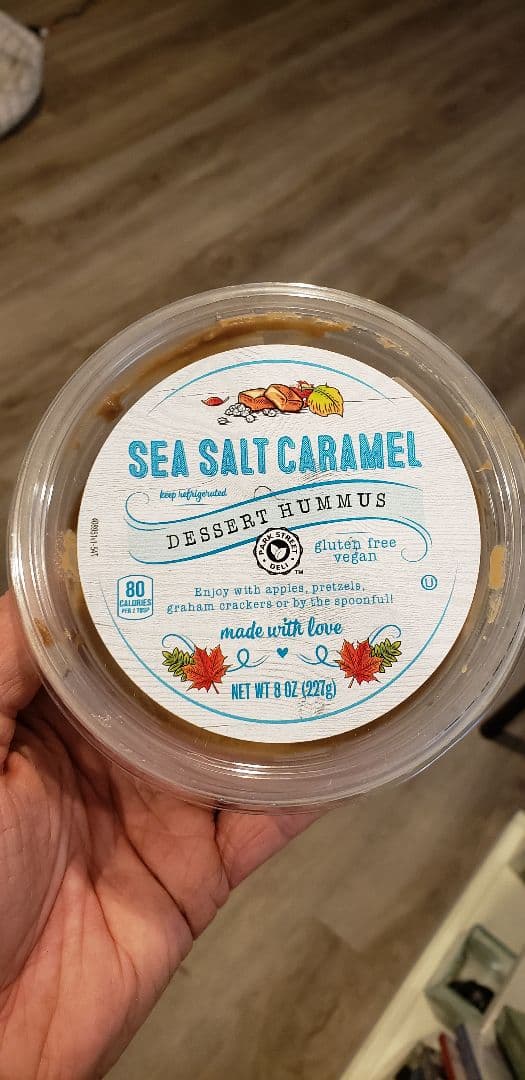 SEA SALT CARAMEL
keep refrigerated
DESSERT HUMMUS
PARK STREET
DELI
TM
gluten free
vegan
80
CALORIES
PER 2 TBSP
U
Enjoy with apples, pretzels,
graham crackers or by the spoonful!
made with love
NET WT 8 OZ (227g)